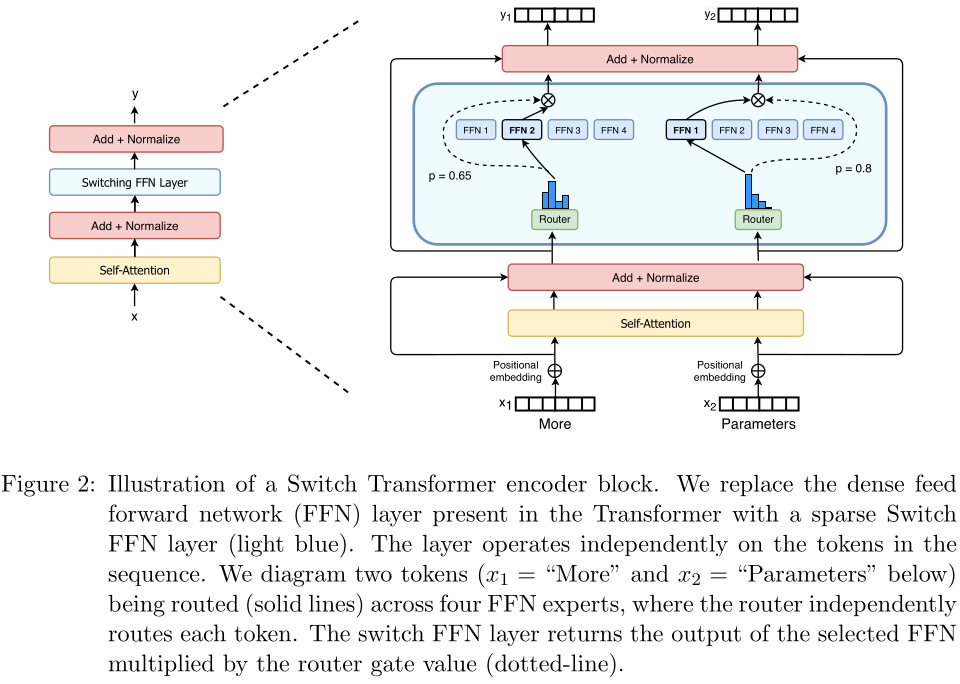 y
Add + Normalize
Switching FFN Layer
Add + Normalize
Self-Attention
x
y1 y2
Add + Normalize
FFN 1 FFN 2 FFN 3 FFN 4 FFN 1 FFN 2 FFN 3 FFN 4
p = 0.65 p = 0.8
Router Router
Add + Normalize
Self-Attention
Positional embedding Positional embedding
x1 x2
More Parameters
Figure 2: Illustration of a Switch Transformer encoder block. We replace the dense feed
forward network (FFN) layer present in the Transformer with a sparse Switch
FFN layer (light blue). The layer operates independently on the tokens in the
sequence. We diagram two tokens (x1 = “More” and x2 = “Parameters” below)
being routed (solid lines) across four FFN experts, where the router independently
routes each token. The switch FFN layer returns the output of the selected FFN
multiplied by the router gate value (dotted-line).